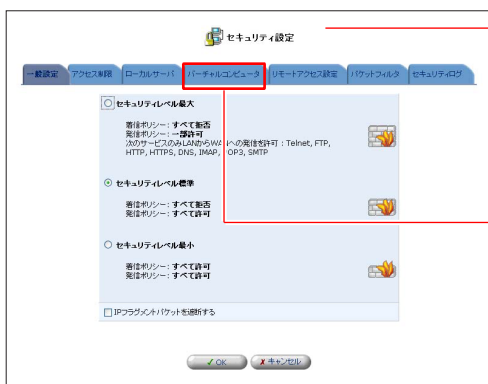 セキュリティ設定
一般設定 アクセス制限 ローカルサーバ バーチャルコンピュータ リモートアクセス設定 パケットフィルタ セキュリティログ
セキュリティレベル最大
着信ポリシー: すべて拒否
発信ポリシー: 一部許可
次のサービスのみLANからWANへの発信を許可 : Telnet, FTP,
HTTP, HTTPS, DNS, IMAP, POP3, SMTP
セキュリティレベル標準
着信ポリシー: すべて拒否
発信ポリシー: すべて許可
セキュリティレベル最小
着信ポリシー: すべて許可
発信ポリシー: すべて許可
IPフラグメントパケットを遮断する
OK キャンセル